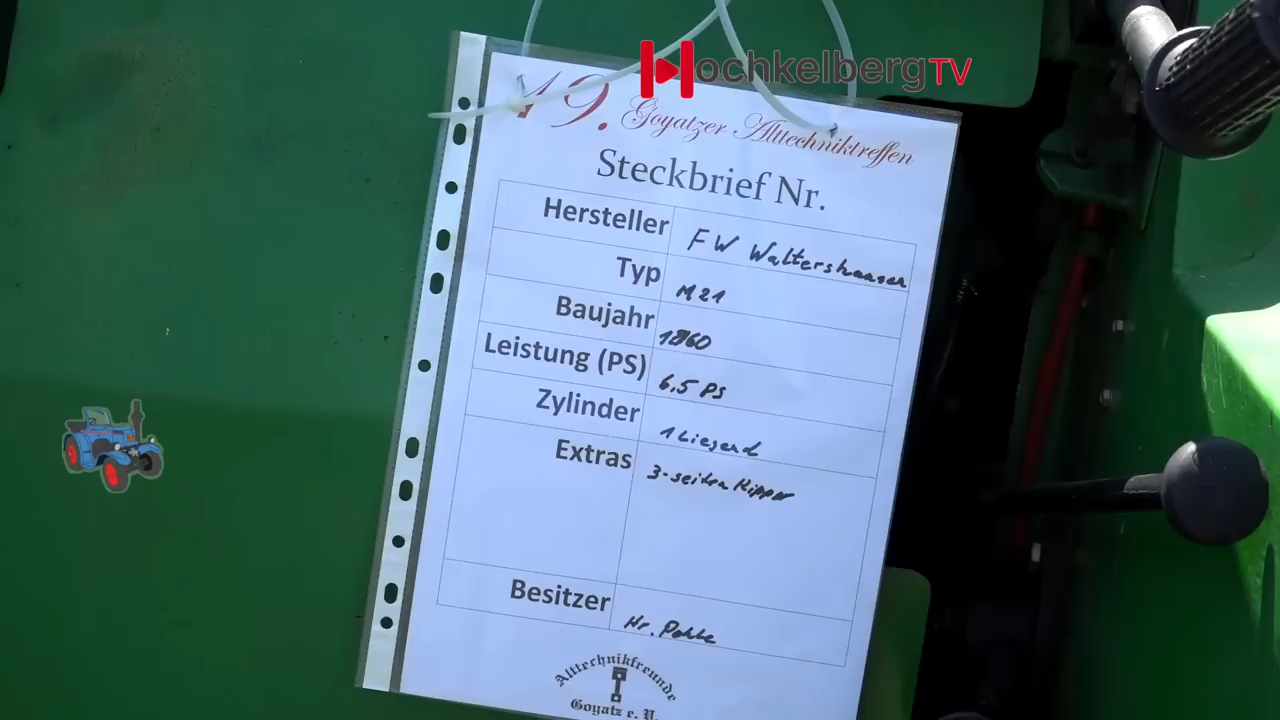 HochkelbergTV
19. Goyatzer Alttechniktreffen
Steckbrief Nr.
Hersteller FW Waltershausen
Typ M21
Baujahr 1960
Leistung (PS) 6,5 PS
Zylinder 1 Liegend
Extras 3-seiten Kipper
Besitzer Hr.
Alttechnikfreunde
Goyatz e. V.